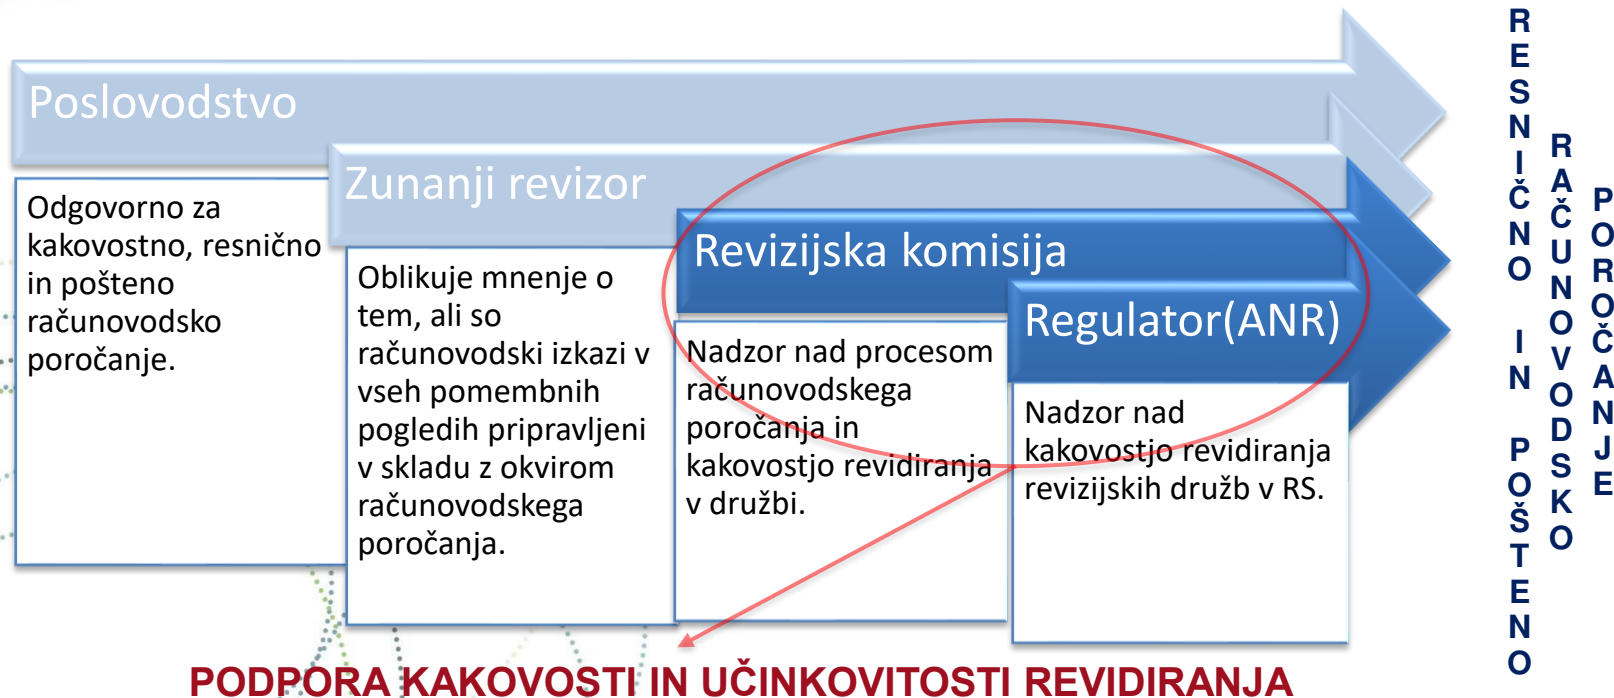 Poslovodstvo
Odgovorno za
kakovostno, resnično
in pošteno
računovodsko
poročanje.
Zunanji revizor
Oblikuje mnenje o
tem, ali so
računovodski izkazi v
vseh pomembnih
pogledih pripravljeni
v skladu z okvirom
računovodskega
poročanja.
Revizijska komisija
Nadzor nad procesom
računovodskega
poročanja in
kakovostjo revidiranja
v družbi.
Regulator(ANR)
Nadzor nad
kakovostjo revidiranja
revizijskih družb v RS.
RESNIČNO IN POŠTENO
RAČUNOVODSKO
POROČANJE
PODPORA KAKOVOSTI IN UČINKOVITOSTI REVIDIRANJA